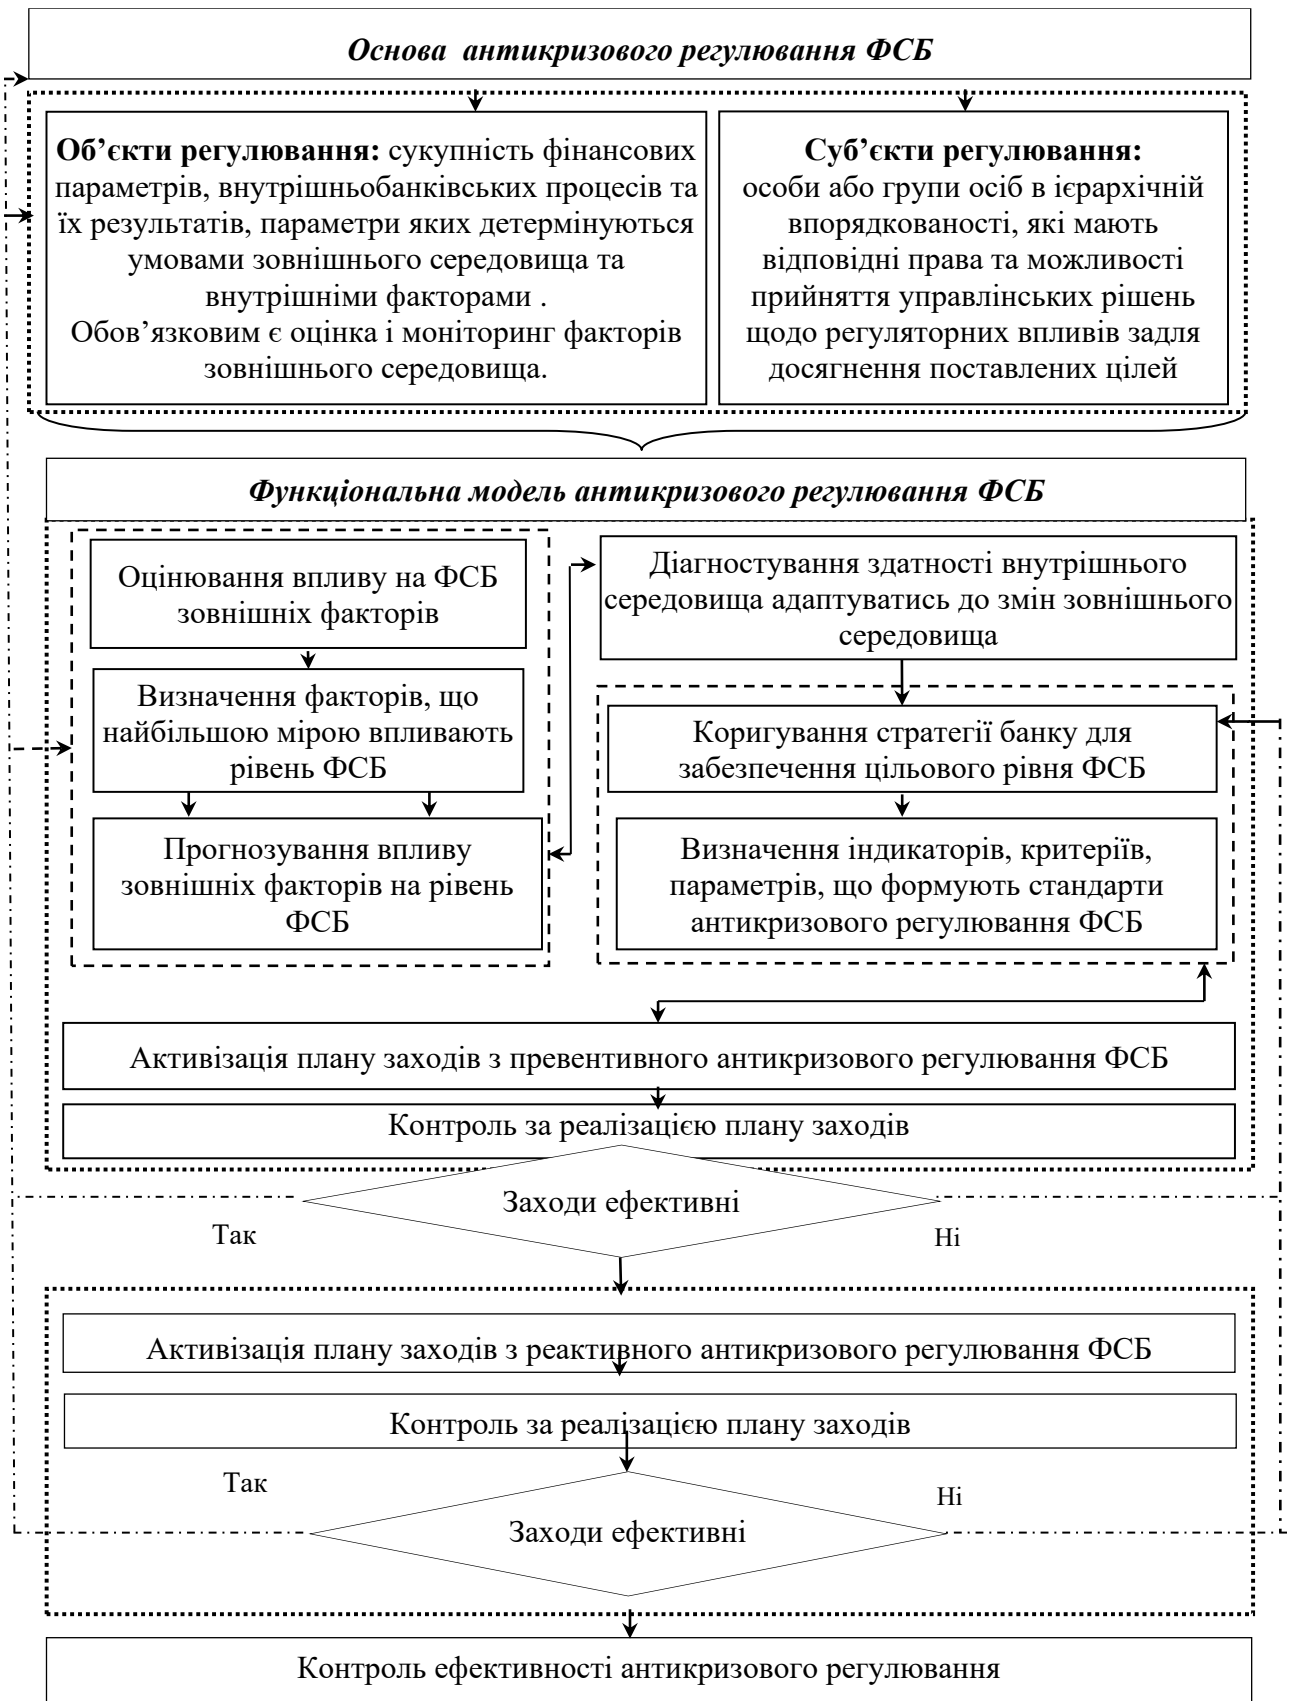 Основа антикризового регулювання ФСБ
Об’єкти регулювання: сукупність фінансових
параметрів, внутрішньобанківських процесів та
їх результатів, параметри яких детермінуються
умовами зовнішнього середовища та
внутрішніми факторами .
Обов’язковим є оцінка і моніторинг факторів
зовнішнього середовища.
Суб’єкти регулювання:
особи або групи осіб в ієрархічній
впорядкованості, які мають
відповідні права та можливості
прийняття управлінських рішень
щодо регуляторних впливів задля
досягнення поставлених цілей
Функціональна модель антикризового регулювання ФСБ
Оцінювання впливу на ФСБ
зовнішніх факторів
Визначення факторів, що
найбільшою мірою впливають
рівень ФСБ
Прогнозування впливу
зовнішніх факторів на рівень
ФСБ
Діагностування здатності внутрішнього
середовища адаптуватись до змін зовнішнього
середовища
Коригування стратегії банку для
забезпечення цільового рівня ФСБ
Визначення індикаторів, критеріїв,
параметрів, що формують стандарти
антикризового регулювання ФСБ
Активізація плану заходів з превентивного антикризового регулювання ФСБ
Контроль за реалізацією плану заходів
Заходи ефективні
Так
Ні
Активізація плану заходів з реактивного антикризового регулювання ФСБ
Контроль за реалізацією плану заходів
Так
Ні
Заходи ефективні
Контроль ефективності антикризового регулювання